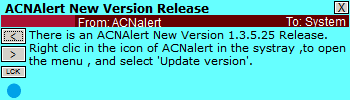 ACNAlert New Version Release
X
From: ACNAlert
To: System
<
There is an ACNAlert New Version 1.3.5.25 Release.
>
Right clic in the icon of ACNalert in the systray ,to open
the menu , and select 'Update version'.
LCK